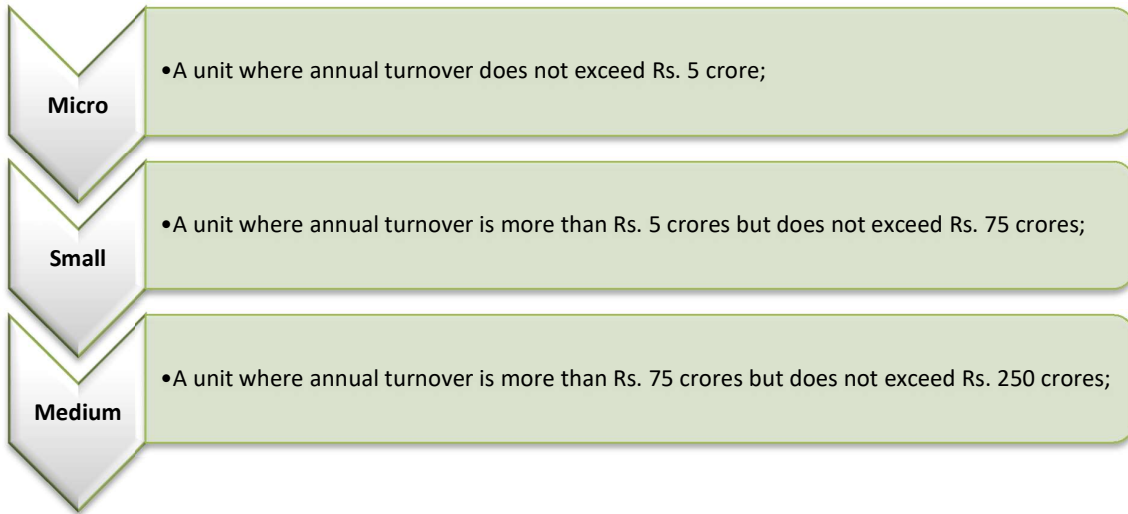 Micro
•A unit where annual turnover does not exceed Rs. 5 crore;
Small
•A unit where annual turnover is more than Rs. 5 crores but does not exceed Rs. 75 crores;
Medium
•A unit where annual turnover is more than Rs. 75 crores but does not exceed Rs. 250 crores;